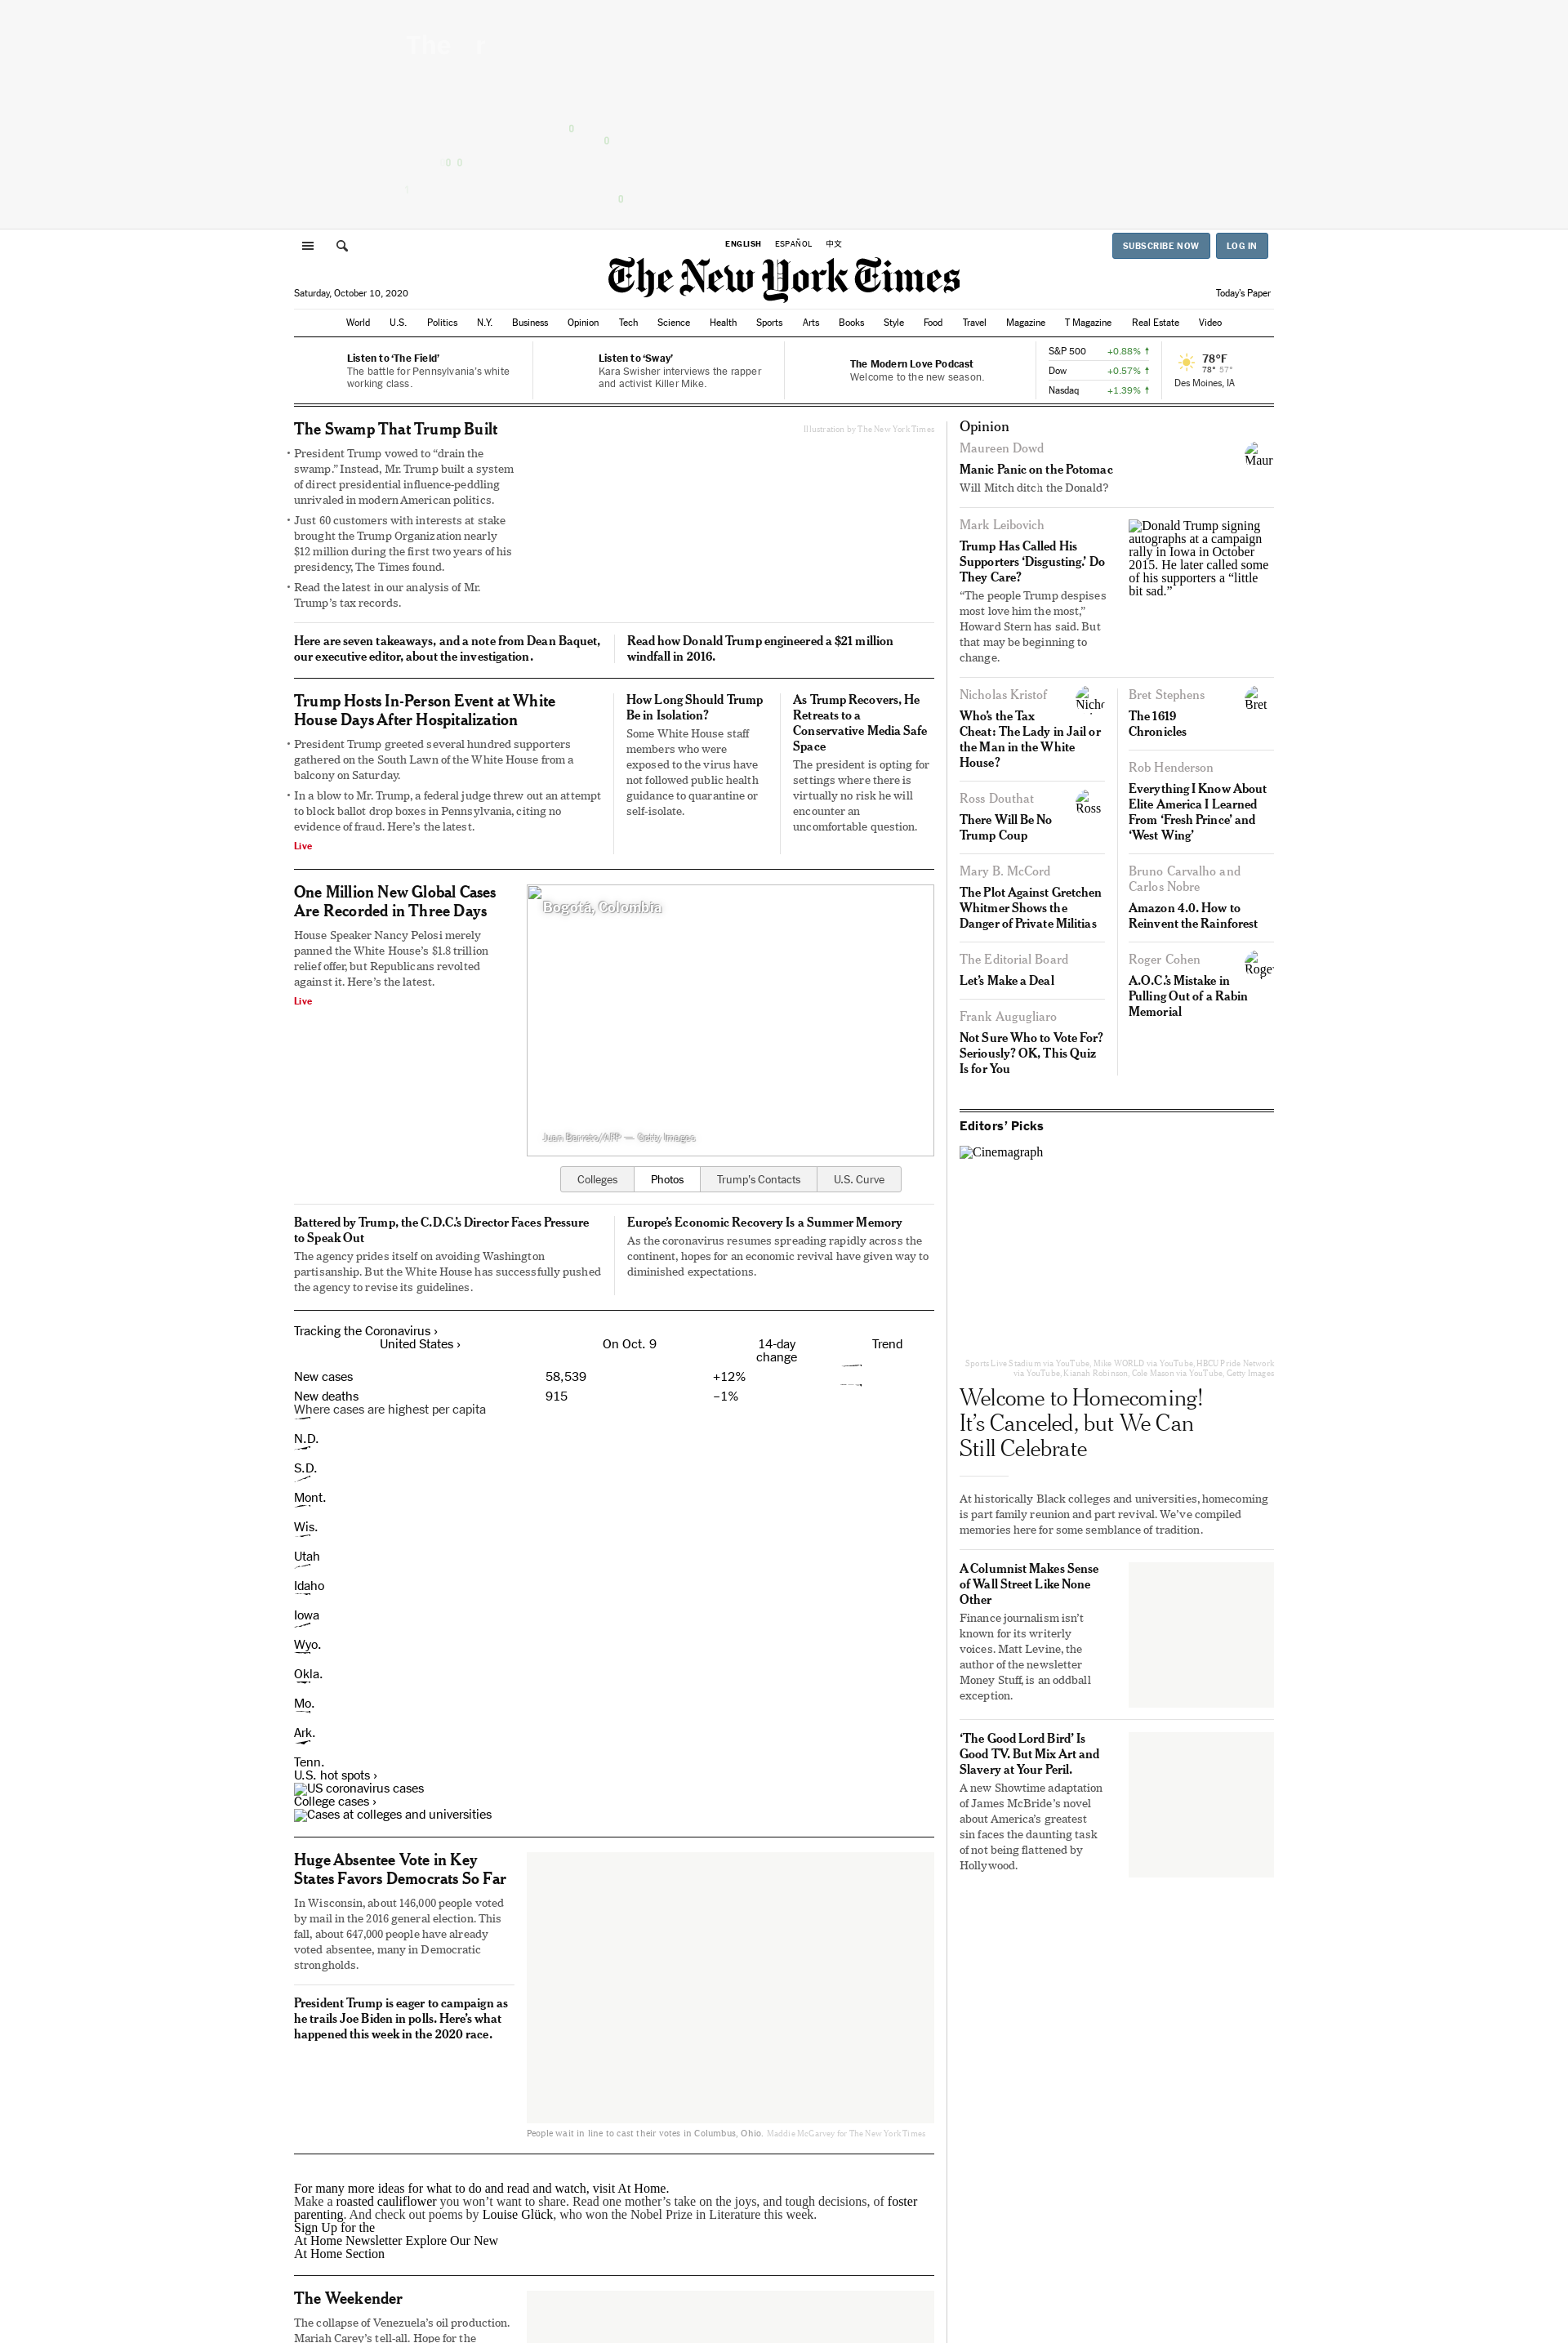 The
0
0
0 0
0
ENGLISH ESPAÑOL 中文
SUBSCRIBE NOW LOG IN
The New York Times
Saturday, October 10, 2020
Today's Paper
World U.S. Politics N.Y. Business Opinion Tech Science Health Sports Arts Books Style Food Travel Magazine T Magazine Real Estate Video
Listen to ‘The Field’
The battle for Pennsylvania’s white
working class.
Listen to ‘Sway’
Kara Swisher interviews the rapper
and activist Killer Mike.
The Modern Love Podcast
Welcome to the new season.
S&P 500 +0.88% ↑
Dow +0.57% ↑
Nasdaq +1.39% ↑
78°F
78° 57°
Des Moines, IA
The Swamp That Trump Built
• President Trump vowed to “drain the
swamp.” Instead, Mr. Trump built a system
of direct presidential influence-peddling
unrivaled in modern American politics.
• Just 60 customers with interests at stake
brought the Trump Organization nearly
$12 million during the first two years of his
presidency, The Times found.
• Read the latest in our analysis of Mr.
Trump’s tax records.
Illustration by The New York Times
Here are seven takeaways, and a note from Dean Baquet,
our executive editor, about the investigation.
Read how Donald Trump engineered a $21 million
windfall in 2016.
Trump Hosts In-Person Event at White
House Days After Hospitalization
• President Trump greeted several hundred supporters
gathered on the South Lawn of the White House from a
balcony on Saturday.
• In a blow to Mr. Trump, a federal judge threw out an attempt
to block ballot drop boxes in Pennsylvania, citing no
evidence of fraud. Here’s the latest.
Live
How Long Should Trump
Be in Isolation?
Some White House staff
members who were
exposed to the virus have
not followed public health
guidance to quarantine or
self-isolate.
As Trump Recovers, He
Retreats to a
Conservative Media Safe
Space
The president is opting for
settings where there is
virtually no risk he will
encounter an
uncomfortable question.
One Million New Global Cases
Are Recorded in Three Days
House Speaker Nancy Pelosi merely
panned the White House’s $1.8 trillion
relief offer, but Republicans revolted
against it. Here’s the latest.
Live
Bogotá, Colombia
Juan Barreto/AFP — Getty Images
Colleges Photos Trump’s Contacts U.S. Curve
Battered by Trump, the C.D.C.’s Director Faces Pressure
to Speak Out
The agency prides itself on avoiding Washington
partisanship. But the White House has successfully pushed
the agency to revise its guidelines.
Europe’s Economic Recovery Is a Summer Memory
As the coronavirus resumes spreading rapidly across the
continent, hopes for an economic revival have given way to
diminished expectations.
Tracking the Coronavirus ›
United States › On Oct. 9 14-day
change Trend
New cases 58,539 +12%
New deaths 915 –1%
Where cases are highest per capita
N.D.
S.D.
Mont.
Wis.
Utah
Idaho
Iowa
Wyo.
Okla.
Mo.
Ark.
Tenn.
U.S. hot spots ›
US coronavirus cases
College cases ›
Cases at colleges and universities
Huge Absentee Vote in Key
States Favors Democrats So Far
In Wisconsin, about 146,000 people voted
by mail in the 2016 general election. This
fall, about 647,000 people have already
voted absentee, many in Democratic
strongholds.
President Trump is eager to campaign as
he trails Joe Biden in polls. Here’s what
happened this week in the 2020 race.
People wait in line to cast their votes in Columbus, Ohio. Maddie McGarvey for The New York Times
For many more ideas for what to do and read and watch, visit At Home.
Make a roasted cauliflower you won’t want to share. Read one mother’s take on the joys, and tough decisions, of foster
parenting. And check out poems by Louise Glück, who won the Nobel Prize in Literature this week.
Sign Up for the
At Home Newsletter Explore Our New
At Home Section
The Weekender
The collapse of Venezuela’s oil production.
Mariah Carey’s tell-all. Hope for the
Opinion
Maureen Dowd
Manic Panic on the Potomac
Will Mitch ditch the Donald?
Maur
Mark Leibovich
Trump Has Called His
Supporters ‘Disgusting.’ Do
They Care?
“The people Trump despises
most love him the most,”
Howard Stern has said. But
that may be beginning to
change.
Donald Trump signing
autographs at a campaign
rally in Iowa in October
2015. He later called some
of his supporters a “little
bit sad.”
Nicholas Kristof
Nicho
Who’s the Tax
Cheat: The Lady in Jail or
the Man in the White
House?
Ross Douthat
Ross
There Will Be No
Trump Coup
Mary B. McCord
The Plot Against Gretchen
Whitmer Shows the
Danger of Private Militias
The Editorial Board
Let’s Make a Deal
Frank Augugliaro
Not Sure Who to Vote For?
Seriously? OK, This Quiz
Is for You
Bret Stephens
Bret
The 1619
Chronicles
Rob Henderson
Everything I Know About
Elite America I Learned
From ‘Fresh Prince’ and
‘West Wing’
Bruno Carvalho and
Carlos Nobre
Amazon 4.0. How to
Reinvent the Rainforest
Roger Cohen
Roger
A.O.C.’s Mistake in
Pulling Out of a Rabin
Memorial
Editors’ Picks
Cinemagraph
Sports Live Stadium via YouTube, Mike WORLD via YouTube, HBCU Pride Network
via YouTube, Kianah Robinson, Cole Mason via YouTube, Getty Images
Welcome to Homecoming!
It’s Canceled, but We Can
Still Celebrate
At historically Black colleges and universities, homecoming
is part family reunion and part revival. We’ve compiled
memories here for some semblance of tradition.
A Columnist Makes Sense
of Wall Street Like None
Other
Finance journalism isn’t
known for its writerly
voices. Matt Levine, the
author of the newsletter
Money Stuff, is an oddball
exception.
‘The Good Lord Bird’ Is
Good TV. But Mix Art and
Slavery at Your Peril.
A new Showtime adaptation
of James McBride’s novel
about America’s greatest
sin faces the daunting task
of not being flattened by
Hollywood.